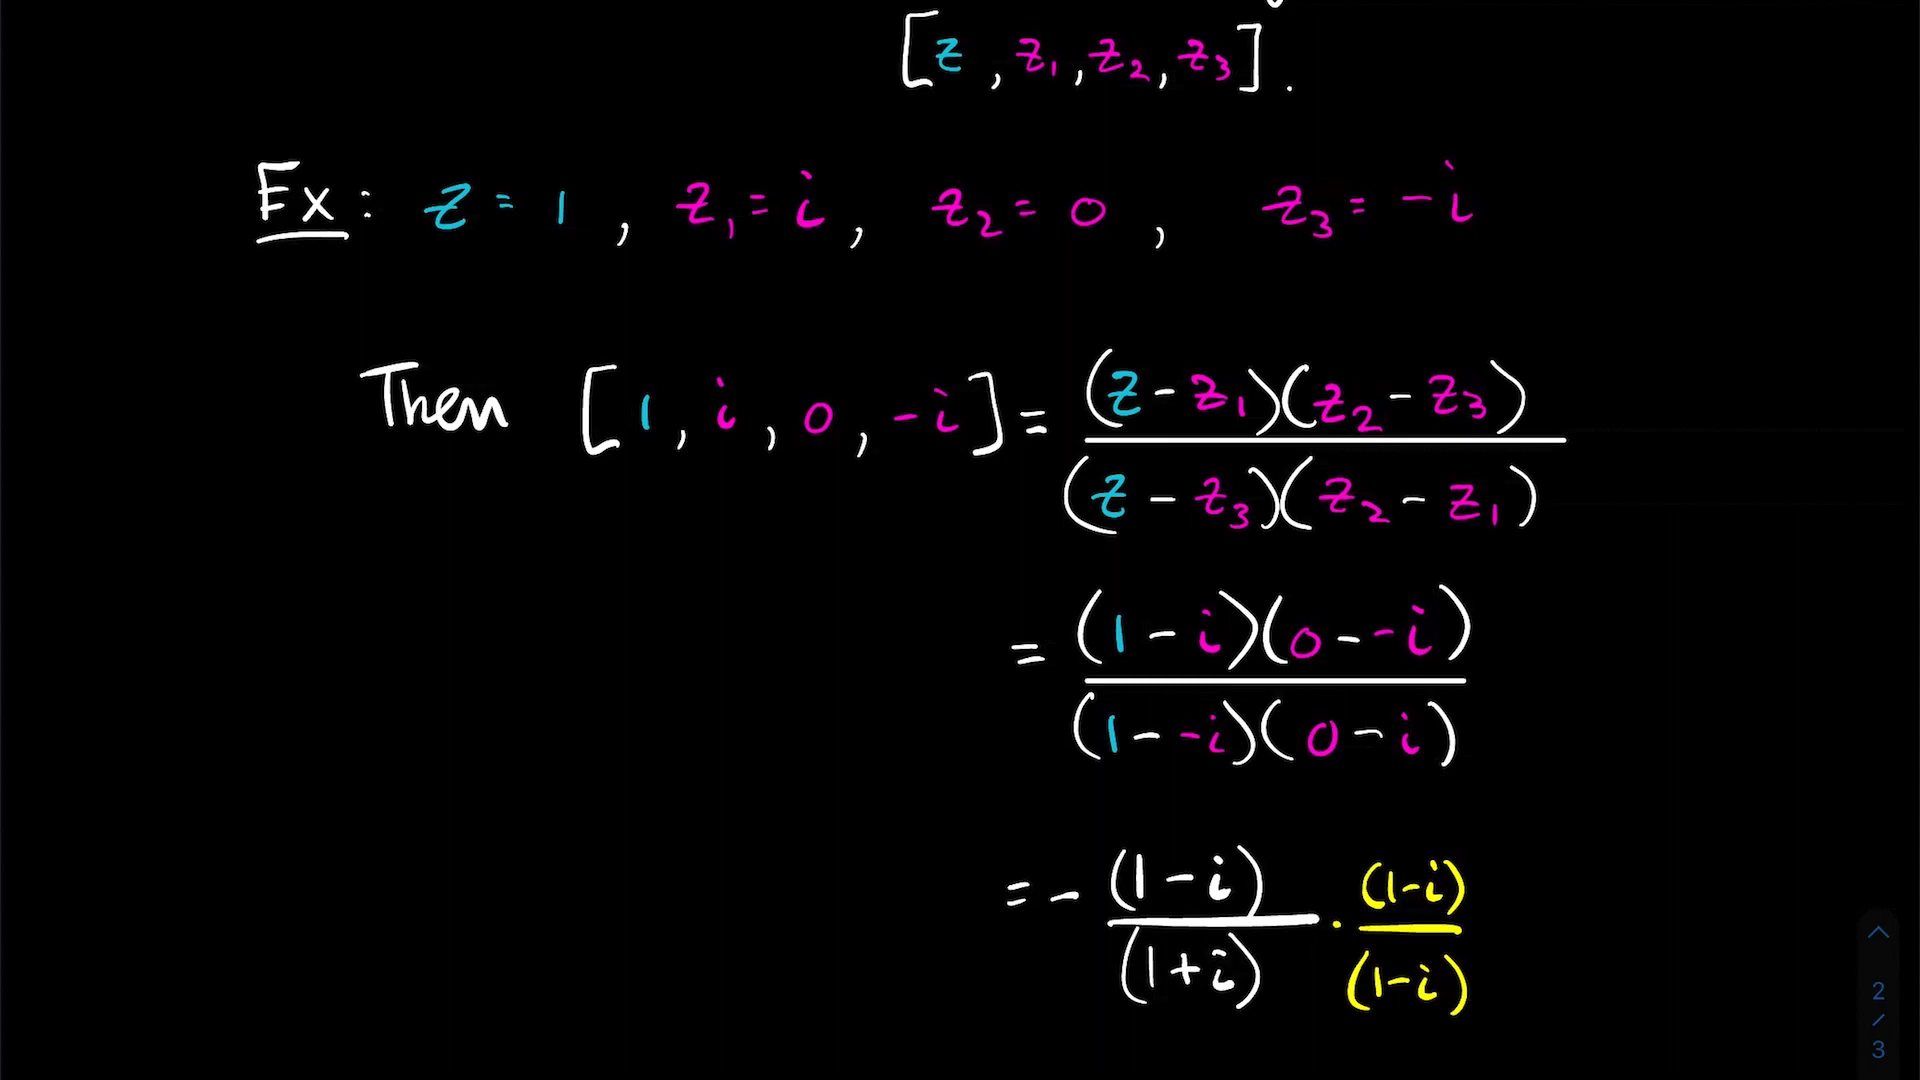 [z, z₁, z₂, z₃].
Ex: z = 1, z₁ = i, z₂ = 0, z₃ = -i
Then [1, i, 0, -i] = (z - z₁)(z₂ - z₃) / (z - z₃)(z₂ - z₁)
= (1 - i)(0 - -i) / (1 - -i)(0 - i)
= - (1 - i) / (1 + i) · (1 - i) / (1 - i)
2 / 3